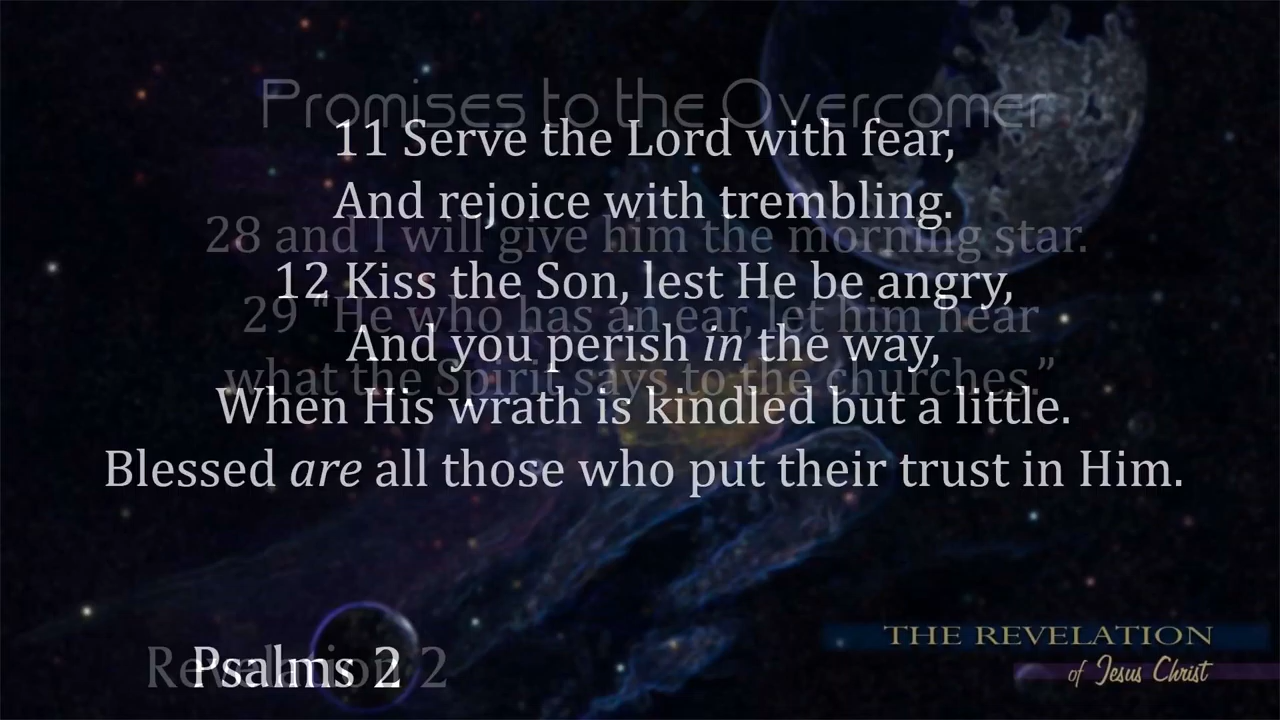 Promises to the Overcomer
11 Serve the Lord with fear,
And rejoice with trembling.
28 and I will give him the morning star.
12 Kiss the Son, lest He be angry,
29 “He who has an ear, let him hear
And you perish in the way,
what the Spirit says to the churches.”
When His wrath is kindled but a little.
Blessed are all those who put their trust in Him.
THE REVELATION
of Jesus Christ
Psalms 2
Revelation 2